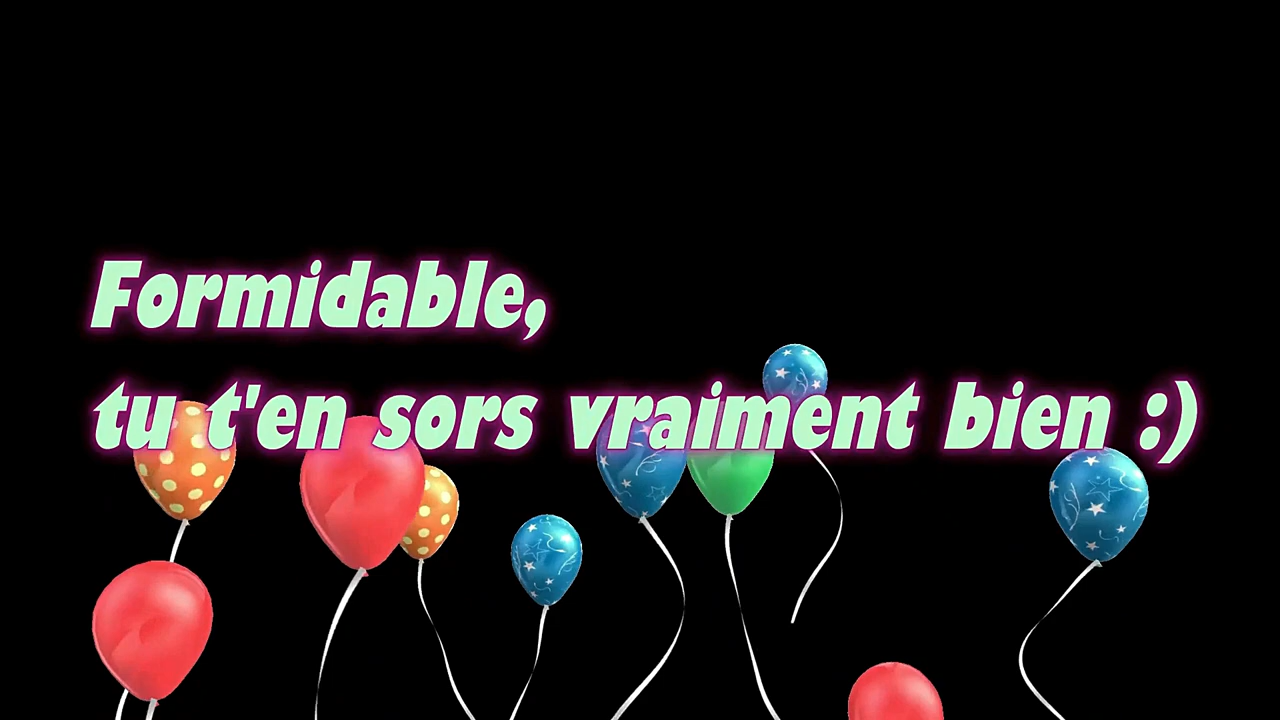 Formidable,
tu t'en sors vraiment bien :)